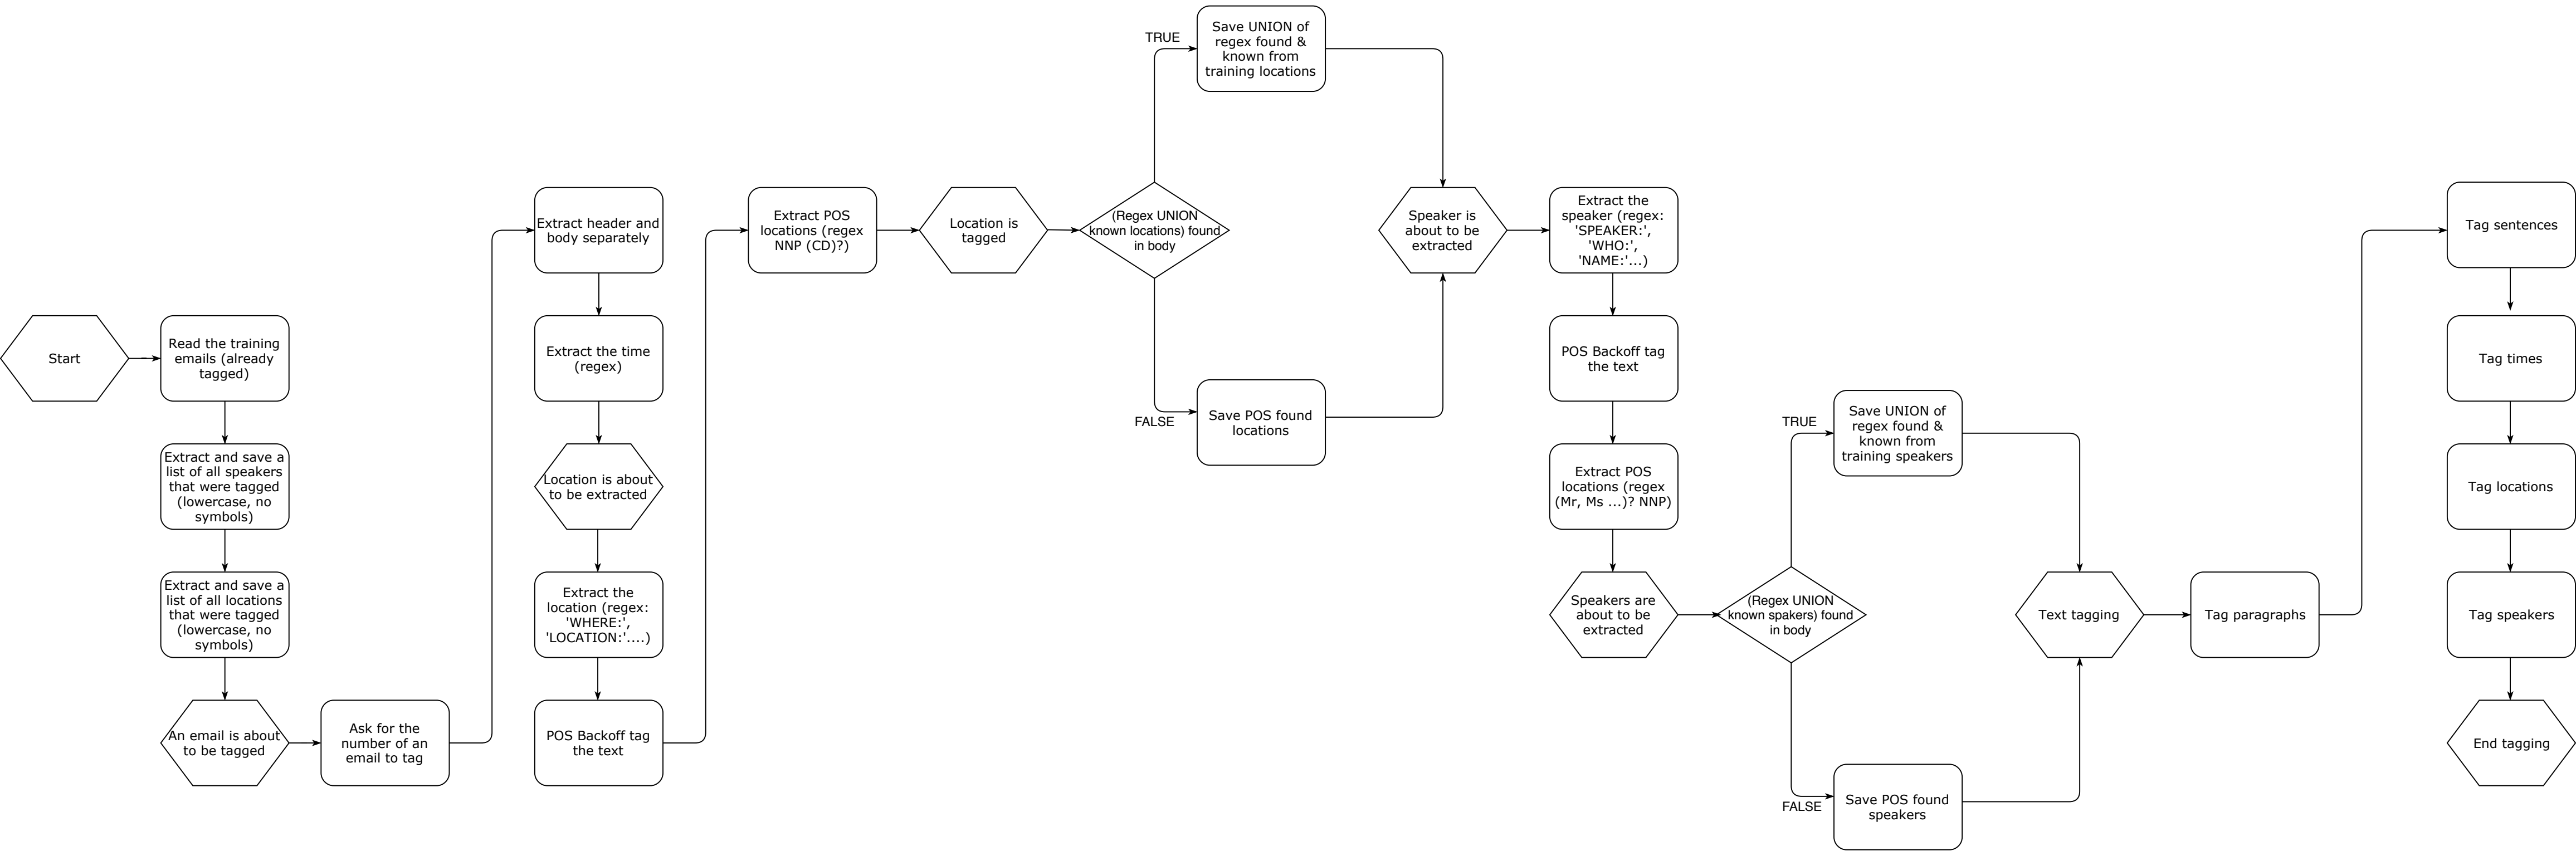 Start
Read the training
emails (already
tagged)
Extract and save a
list of all speakers
that were tagged
(lowercase, no
symbols)
Extract and save a
list of all locations
that were tagged
(lowercase, no
symbols)
An email is about
to be tagged
Ask for the
number of an
email to tag
Extract header and
body separately
Extract the time
(regex)
Location is about
to be extracted
Extract the
location (regex:
'WHERE:',
'LOCATION:'....)
POS Backoff tag
the text
Extract POS
locations (regex
NNP (CD)?)
Location is
tagged
(Regex UNION
known locations) found
in body
TRUE
Save UNION of
regex found &
known from
training locations
FALSE
Save POS found
locations
Speaker is
about to be
extracted
Extract the
speaker (regex:
'SPEAKER:',
'WHO:',
'NAME:'...)
POS Backoff tag
the text
Extract POS
locations (regex
(Mr, Ms ...)? NNP)
Speakers are
about to be
extracted
(Regex UNION
known spakers) found
in body
TRUE
Save UNION of
regex found &
known from
training speakers
FALSE
Save POS found
speakers
Text tagging
Tag paragraphs
Tag sentences
Tag times
Tag locations
Tag speakers
End tagging